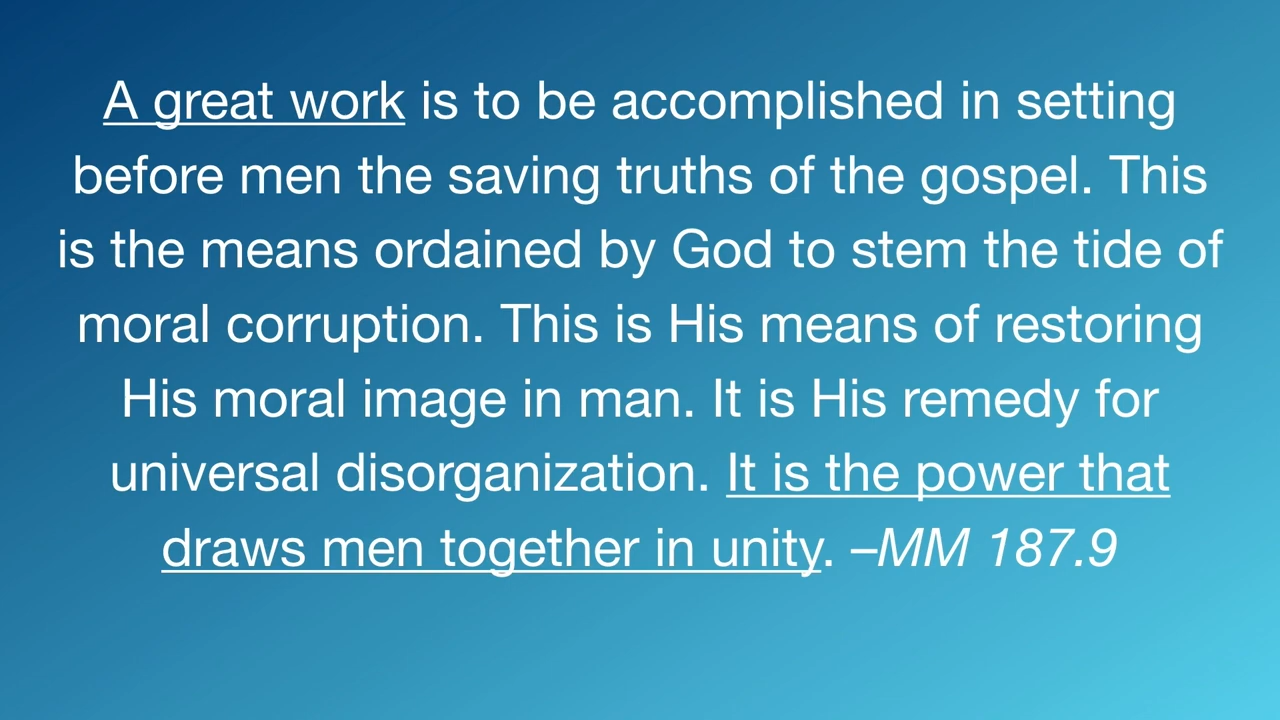 A great work is to be accomplished in setting
before men the saving truths of the gospel. This
is the means ordained by God to stem the tide of
moral corruption. This is His means of restoring
His moral image in man. It is His remedy for
universal disorganization. It is the power that
draws men together in unity. –MM 187.9